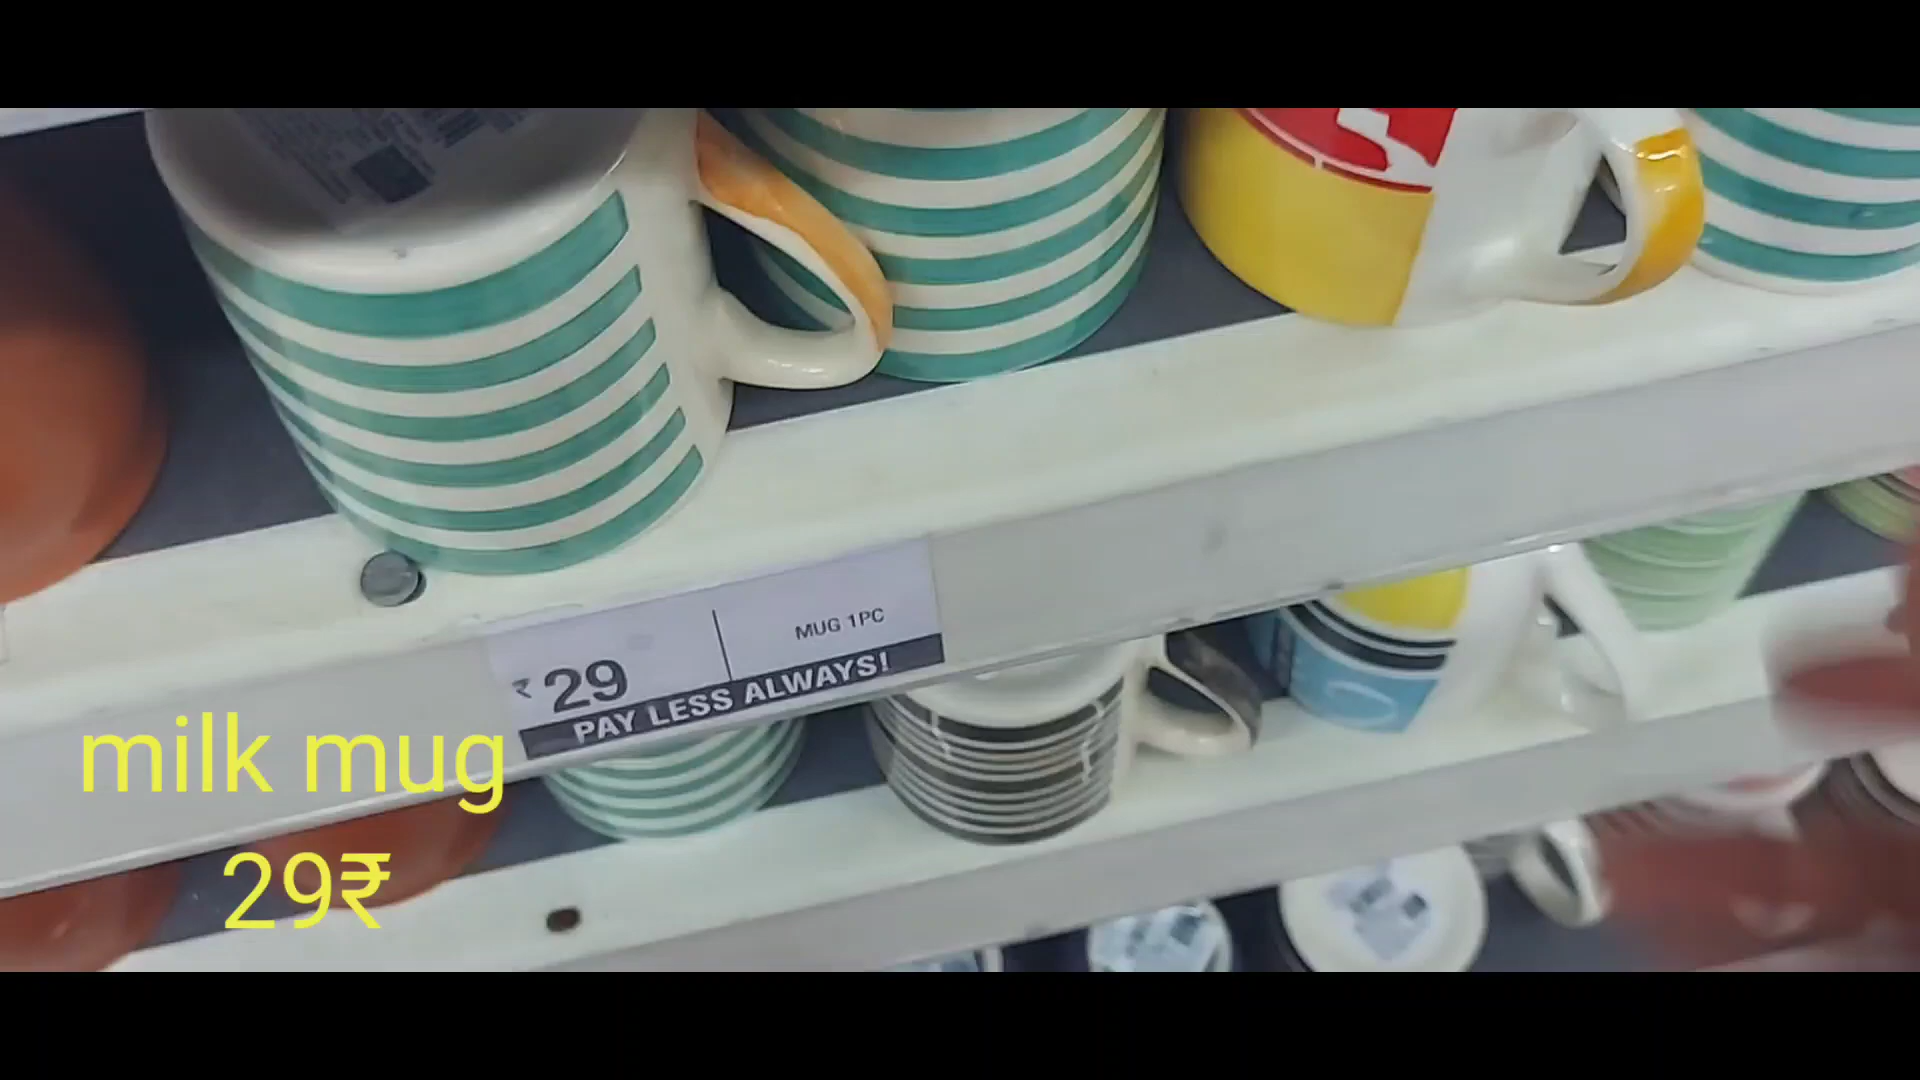 MUG 1PC
₹ 29
PAY LESS ALWAYS!
milk mug
29₹